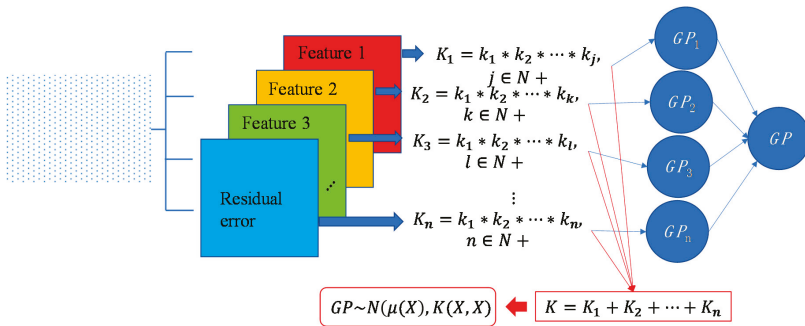 Feature 1
Feature 2
Feature 3
...
Residual
error
K₁ = k₁ * k₂ * ⋯ * kⱼ,
j ∈ N +
K₂ = k₁ * k₂ * ⋯ * kₖ,
k ∈ N +
K₃ = k₁ * k₂ * ⋯ * kₗ,
l ∈ N +
⋮
Kₙ = k₁ * k₂ * ⋯ * kₙ,
n ∈ N +
GP₁
GP₂
GP₃
GPₙ
GP
GP~N(μ(X), K(X, X)
K = K₁ + K₂ + ⋯ + Kₙ